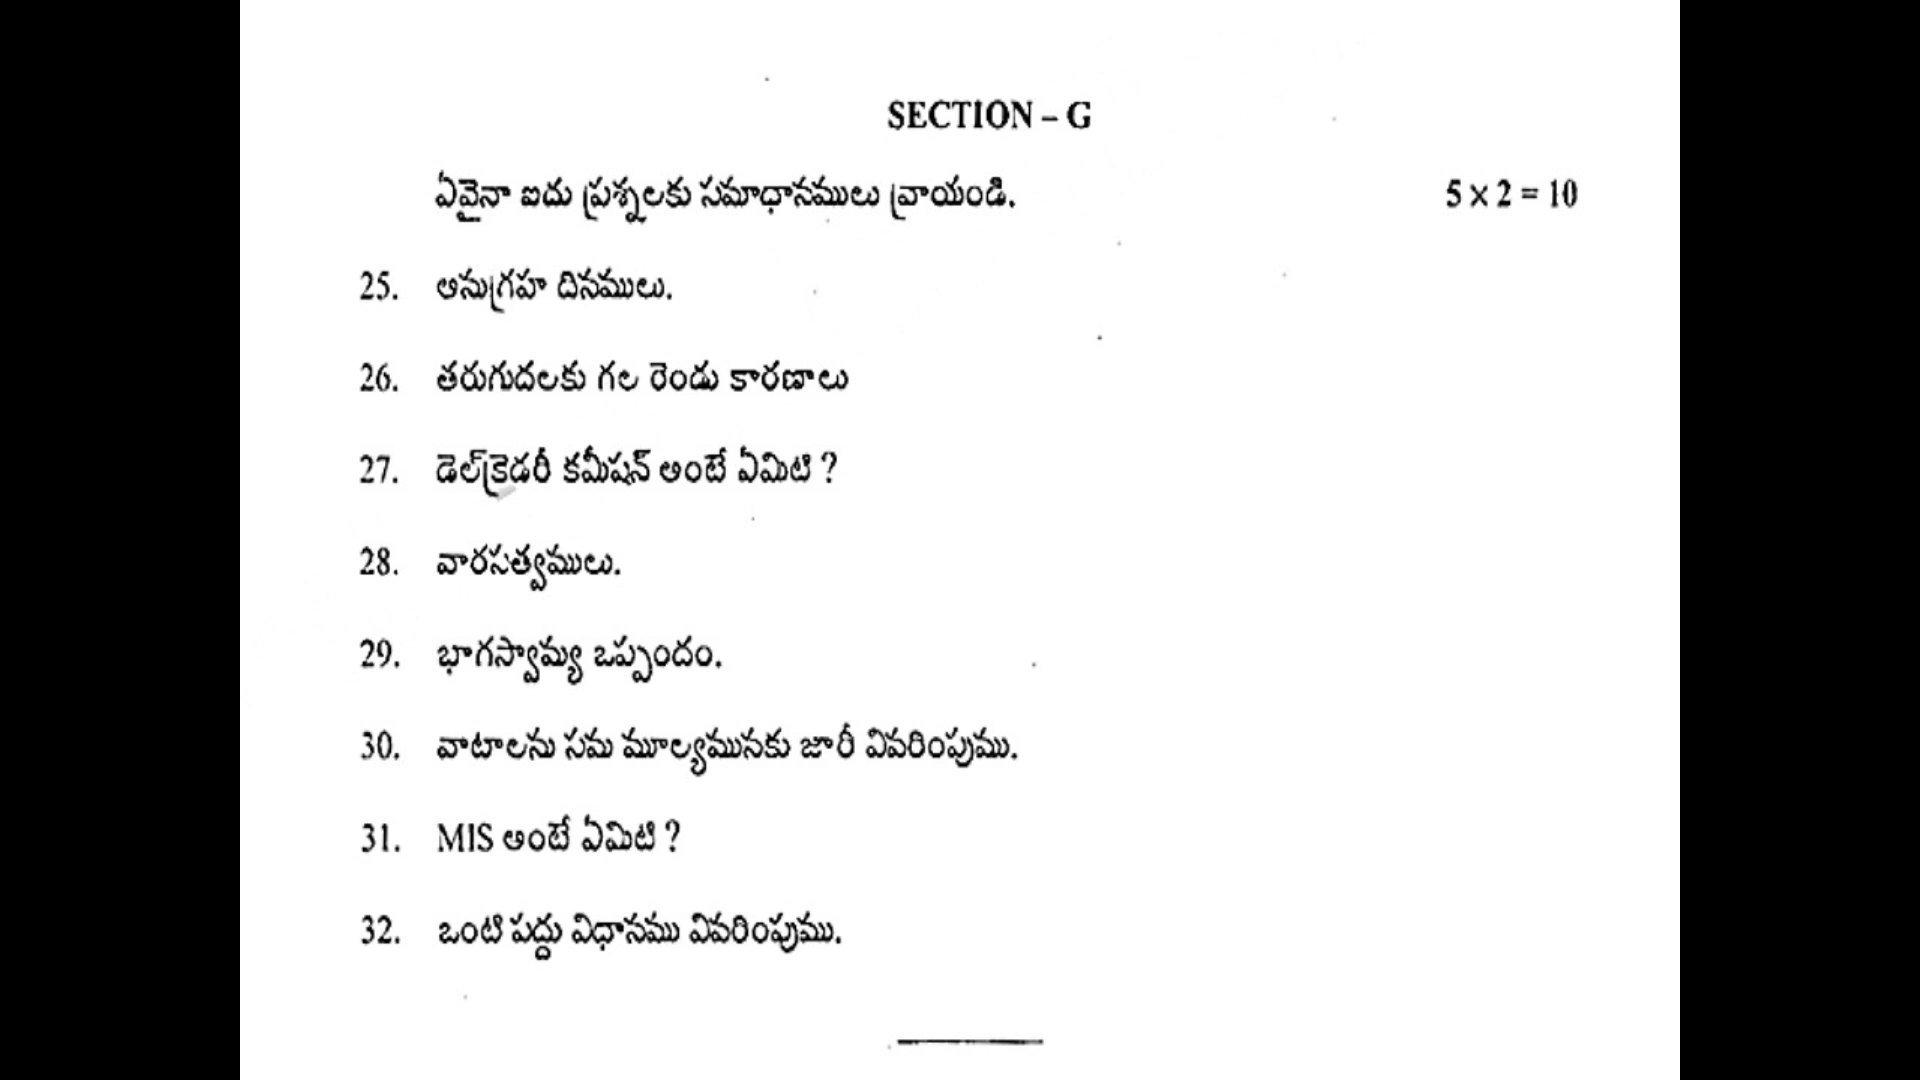 SECTION – G
ఏవైనా ఐదు ప్రశ్నలకు సమాధానములు వ్రాయండి. 5 × 2 = 10
25. అనుగ్రహ దినములు.
26. తరుగుదలకు గల రెండు కారణాలు
27. డెల్‌క్రెడరీ కమీషన్ అంటే ఏమిటి ?
28. వారసత్వములు.
29. భాగస్వామ్య ఒప్పందం.
30. వాటాలను సమ మూల్యమునకు జారీ వివరింపుము.
31. MIS అంటే ఏమిటి ?
32. ఒంటి పద్దు విధానము వివరింపుము.